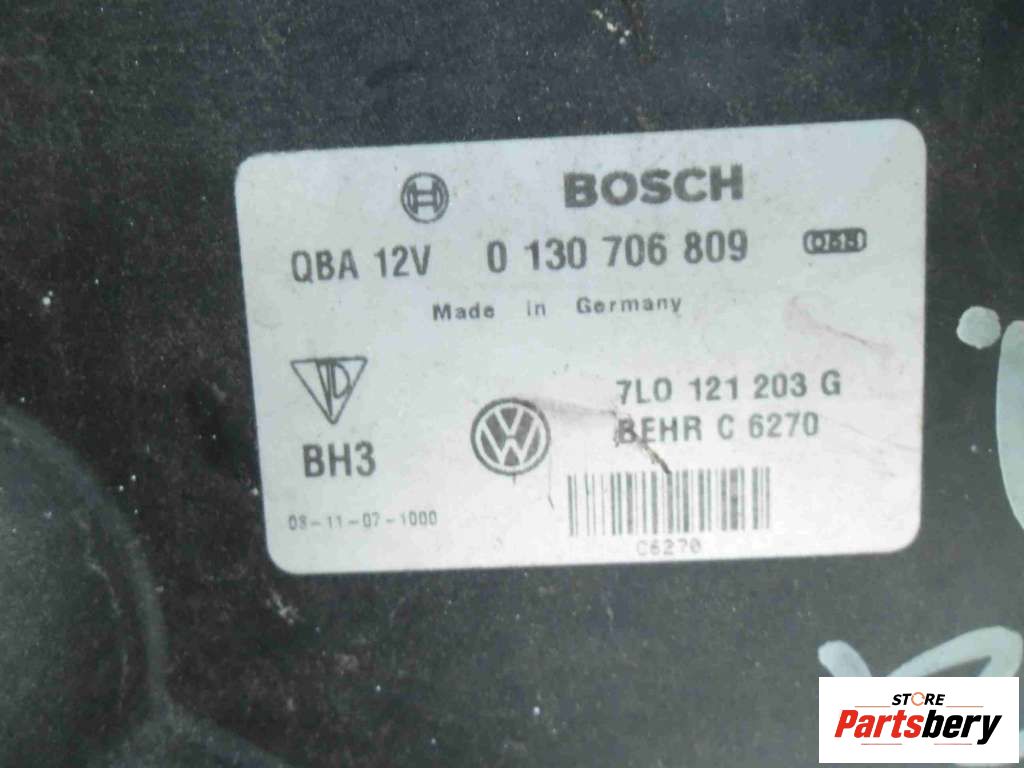 BOSCH
QBA 12V 0 130 706 809
Made in Germany
7L0 121 203 G
BEHR C 6270
BH3
08-11-07-1000
C6270
STORE
Partsbery